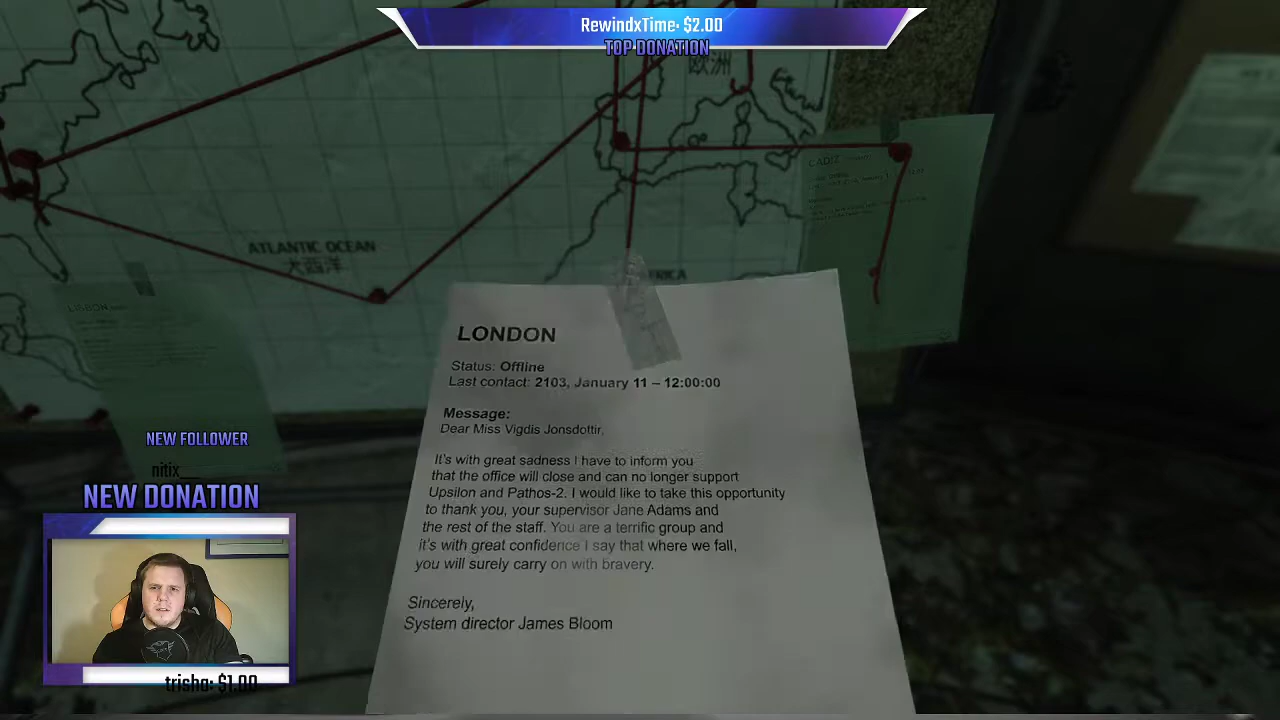 RewindxTime: $2.00
TOP DONATION
欧洲
CADIZ
ATLANTIC OCEAN
大西洋
LISBON
LONDON
Status: Offline
Last contact: 2103, January 11 – 12:00:00
Message:
Dear Miss Vigdis Jonsdottir,
It's with great sadness I have to inform you
that the office will close and can no longer support
Upsilon and Pathos-2. I would like to take this opportunity
to thank you, your supervisor Jane Adams and
the rest of the staff. You are a terrific group and
it's with great confidence I say that where we fall,
you will surely carry on with bravery.
Sincerely,
System director James Bloom
NEW FOLLOWER
NEW DONATION
trisha: $1.00